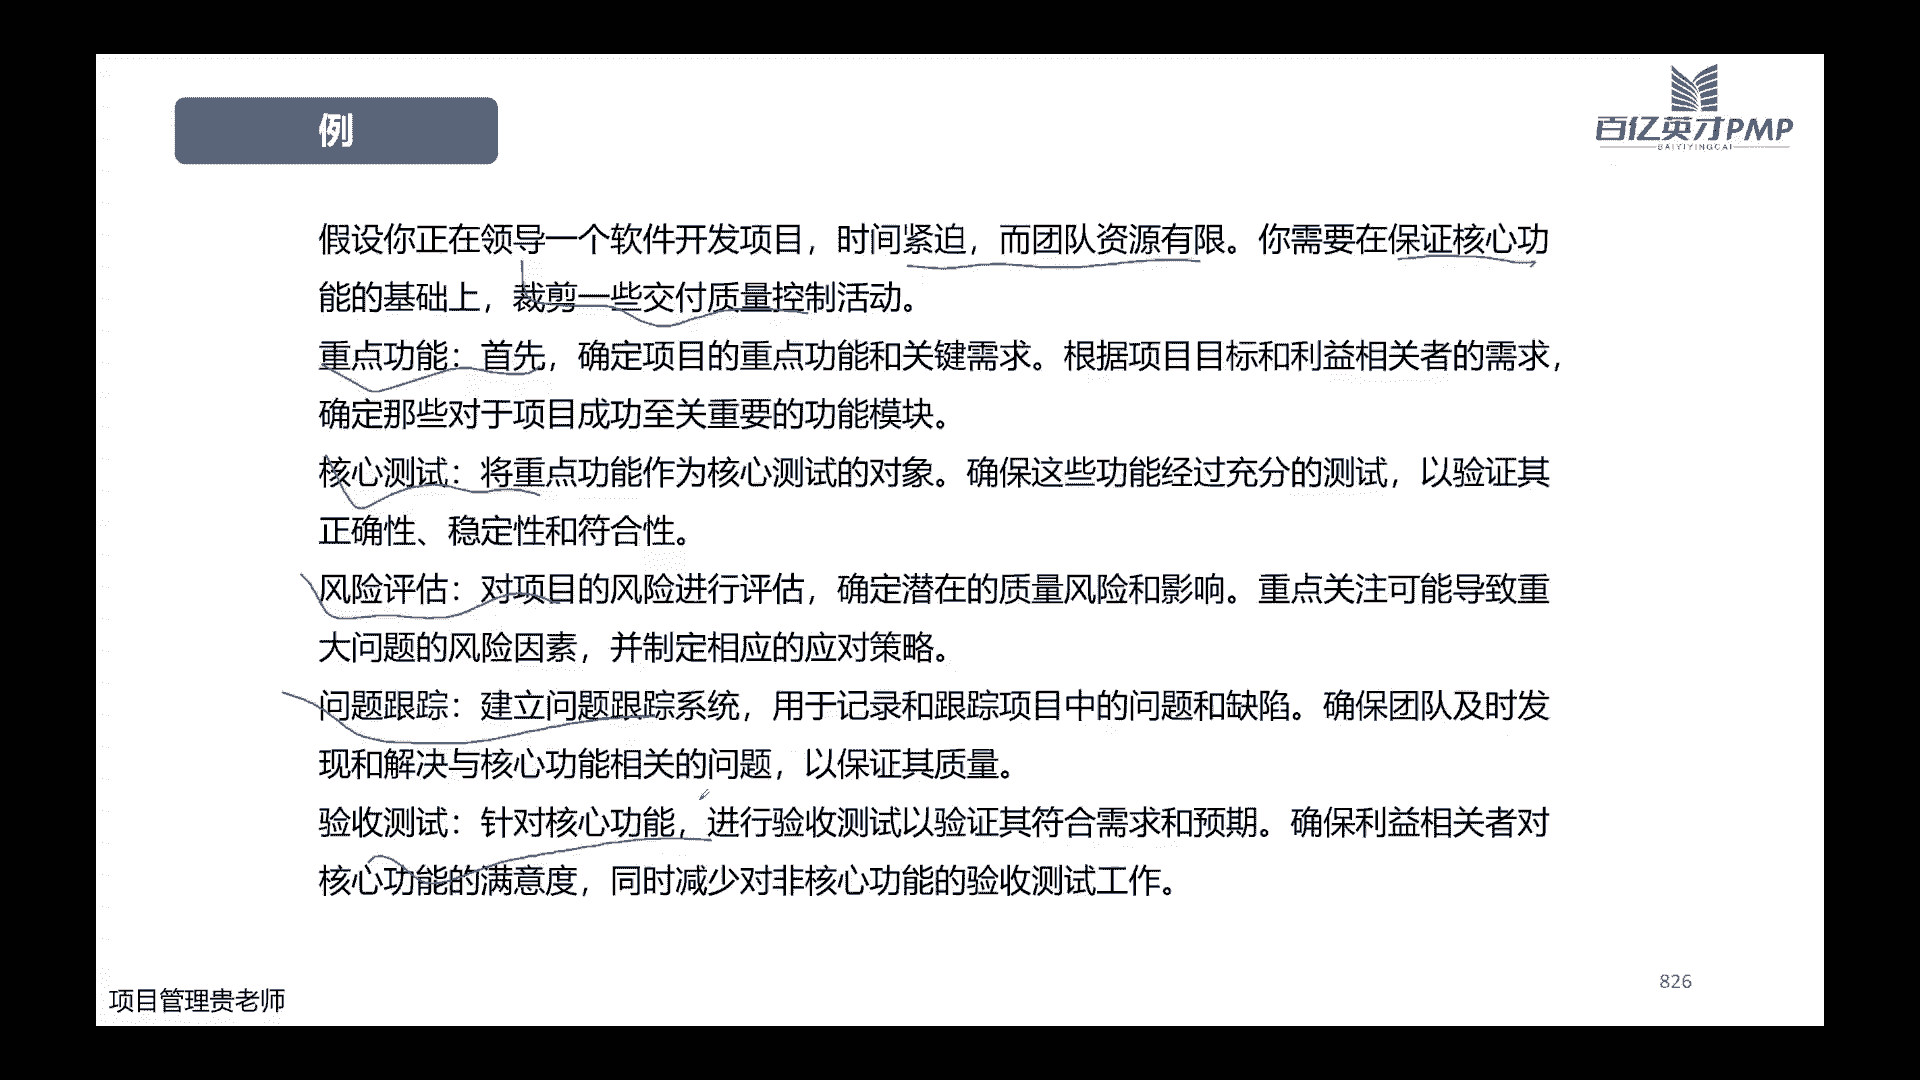 例
百亿英才PMP
BAIYIYINGCAI
假设你正在领导一个软件开发项目，时间紧迫，而团队资源有限。你需要在保证核心功
能的基础上，裁剪一些交付质量控制活动。
重点功能：首先，确定项目的重点功能和关键需求。根据项目目标和利益相关者的需求，
确定那些对于项目成功至关重要的功能模块。
核心测试：将重点功能作为核心测试的对象。确保这些功能经过充分的测试，以验证其
正确性、稳定性和符合性。
风险评估：对项目的风险进行评估，确定潜在的质量风险和影响。重点关注可能导致重
大问题的风险因素，并制定相应的应对策略。
问题跟踪：建立问题跟踪系统，用于记录和跟踪项目中的问题和缺陷。确保团队及时发
现和解决与核心功能相关的问题，以保证其质量。
验收测试：针对核心功能，进行验收测试以验证其符合需求和预期。确保利益相关者对
核心功能的满意度，同时减少对非核心功能的验收测试工作。
826
项目管理贵老师